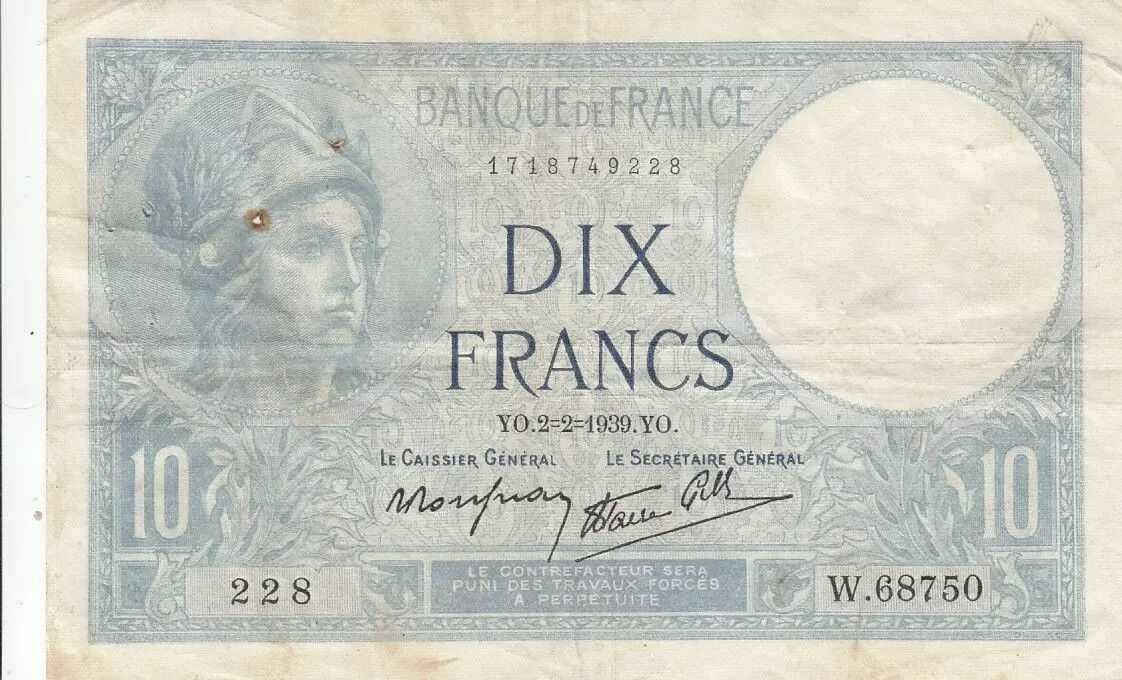 BANQUE DE FRANCE
1718749228
DIX
FRANCS
YO.2=2=1939.YO.
LE CAISSIER GÉNÉRAL LE SECRÉTAIRE GÉNÉRAL
10 10
LE CONTREFACTEUR SERA
PUNI DES TRAVAUX FORCÉS
À PERPÉTUITÉ
228 W.68750